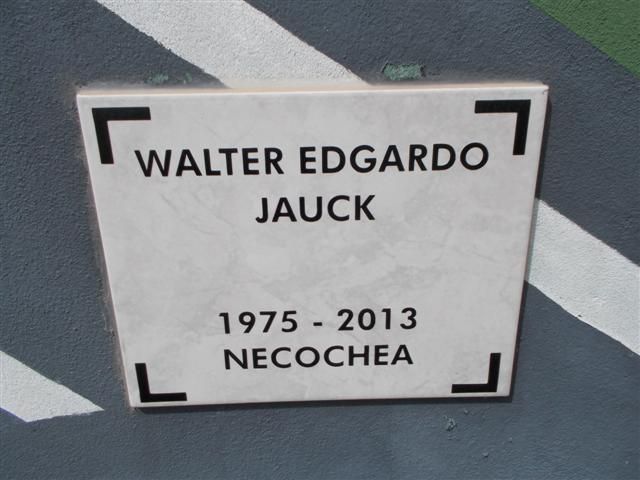 WALTER EDGARDO
JAUCK
1975 - 2013
NECOCHEA